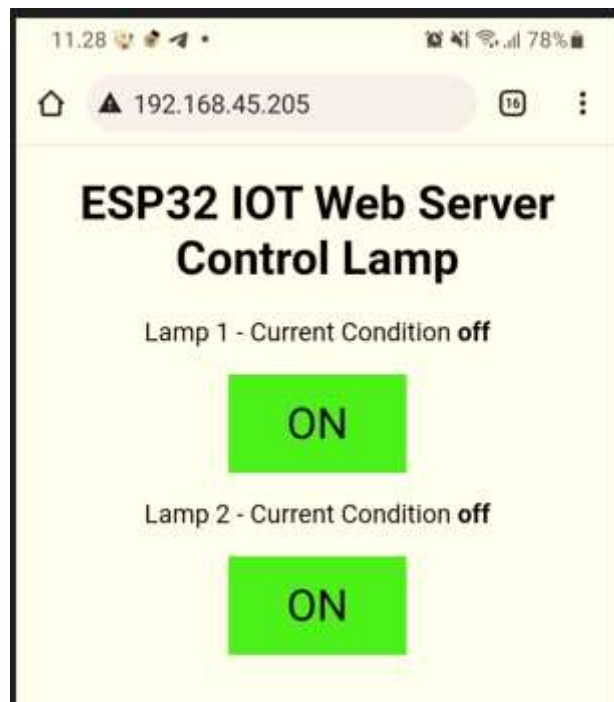 11.28 78%
192.168.45.205 16
ESP32 IOT Web Server
Control Lamp
Lamp 1 - Current Condition off
ON
Lamp 2 - Current Condition off
ON